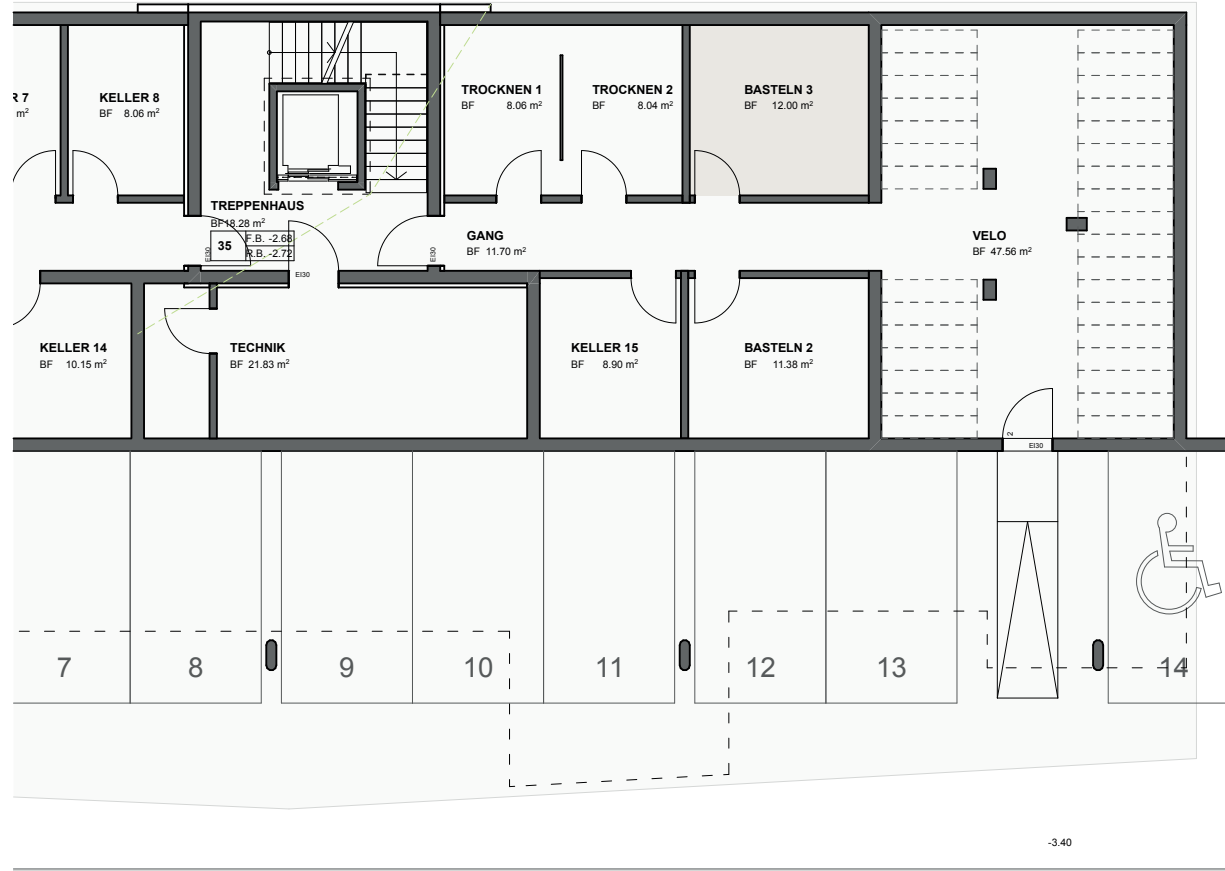 R 7
m²
KELLER 8
BF 8.06 m²
TROCKNEN 1
BF 8.06 m²
TROCKNEN 2
BF 8.04 m²
BASTELN 3
BF 12.00 m²
TREPPENHAUS
BF18.28 m²
35
F.B. -2.68
R.B. -2.72
EI30
EI30
EI30
GANG
BF 11.70 m²
VELO
BF 47.56 m²
KELLER 14
BF 10.15 m²
TECHNIK
BF 21.83 m²
KELLER 15
BF 8.90 m²
BASTELN 2
BF 11.38 m²
2
EI30
7
8
9
10
11
12
13
14
-3.40